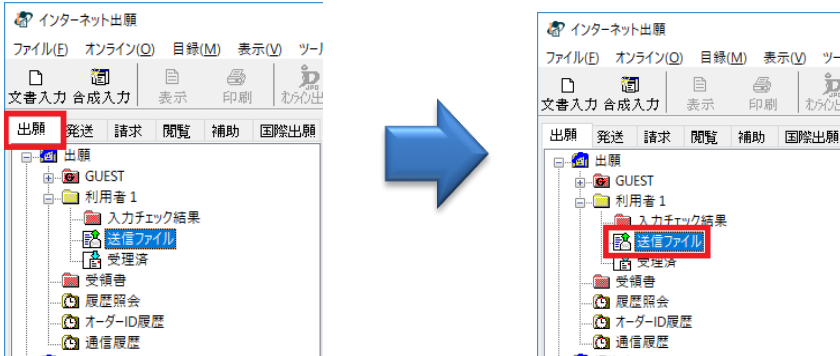 インターネット出願
ファイル(F) オンライン(O) 目録(M) 表示(V) ツール
文書入力 合成入力 表示 印刷
出願 発送 請求 閲覧 補助 国際出願
出願
GUEST
利用者1
入力チェック結果
送信ファイル
受理済
受領書
履歴照会
オーダーID履歴
通信履歴
インターネット出願
ファイル(F) オンライン(O) 目録(M) 表示(V) ツー
文書入力 合成入力 表示 印刷
出願 発送 請求 閲覧 補助 国際出願
出願
GUEST
利用者1
入力チェック結果
送信ファイル
受理済
受領書
履歴照会
オーダーID履歴
通信履歴